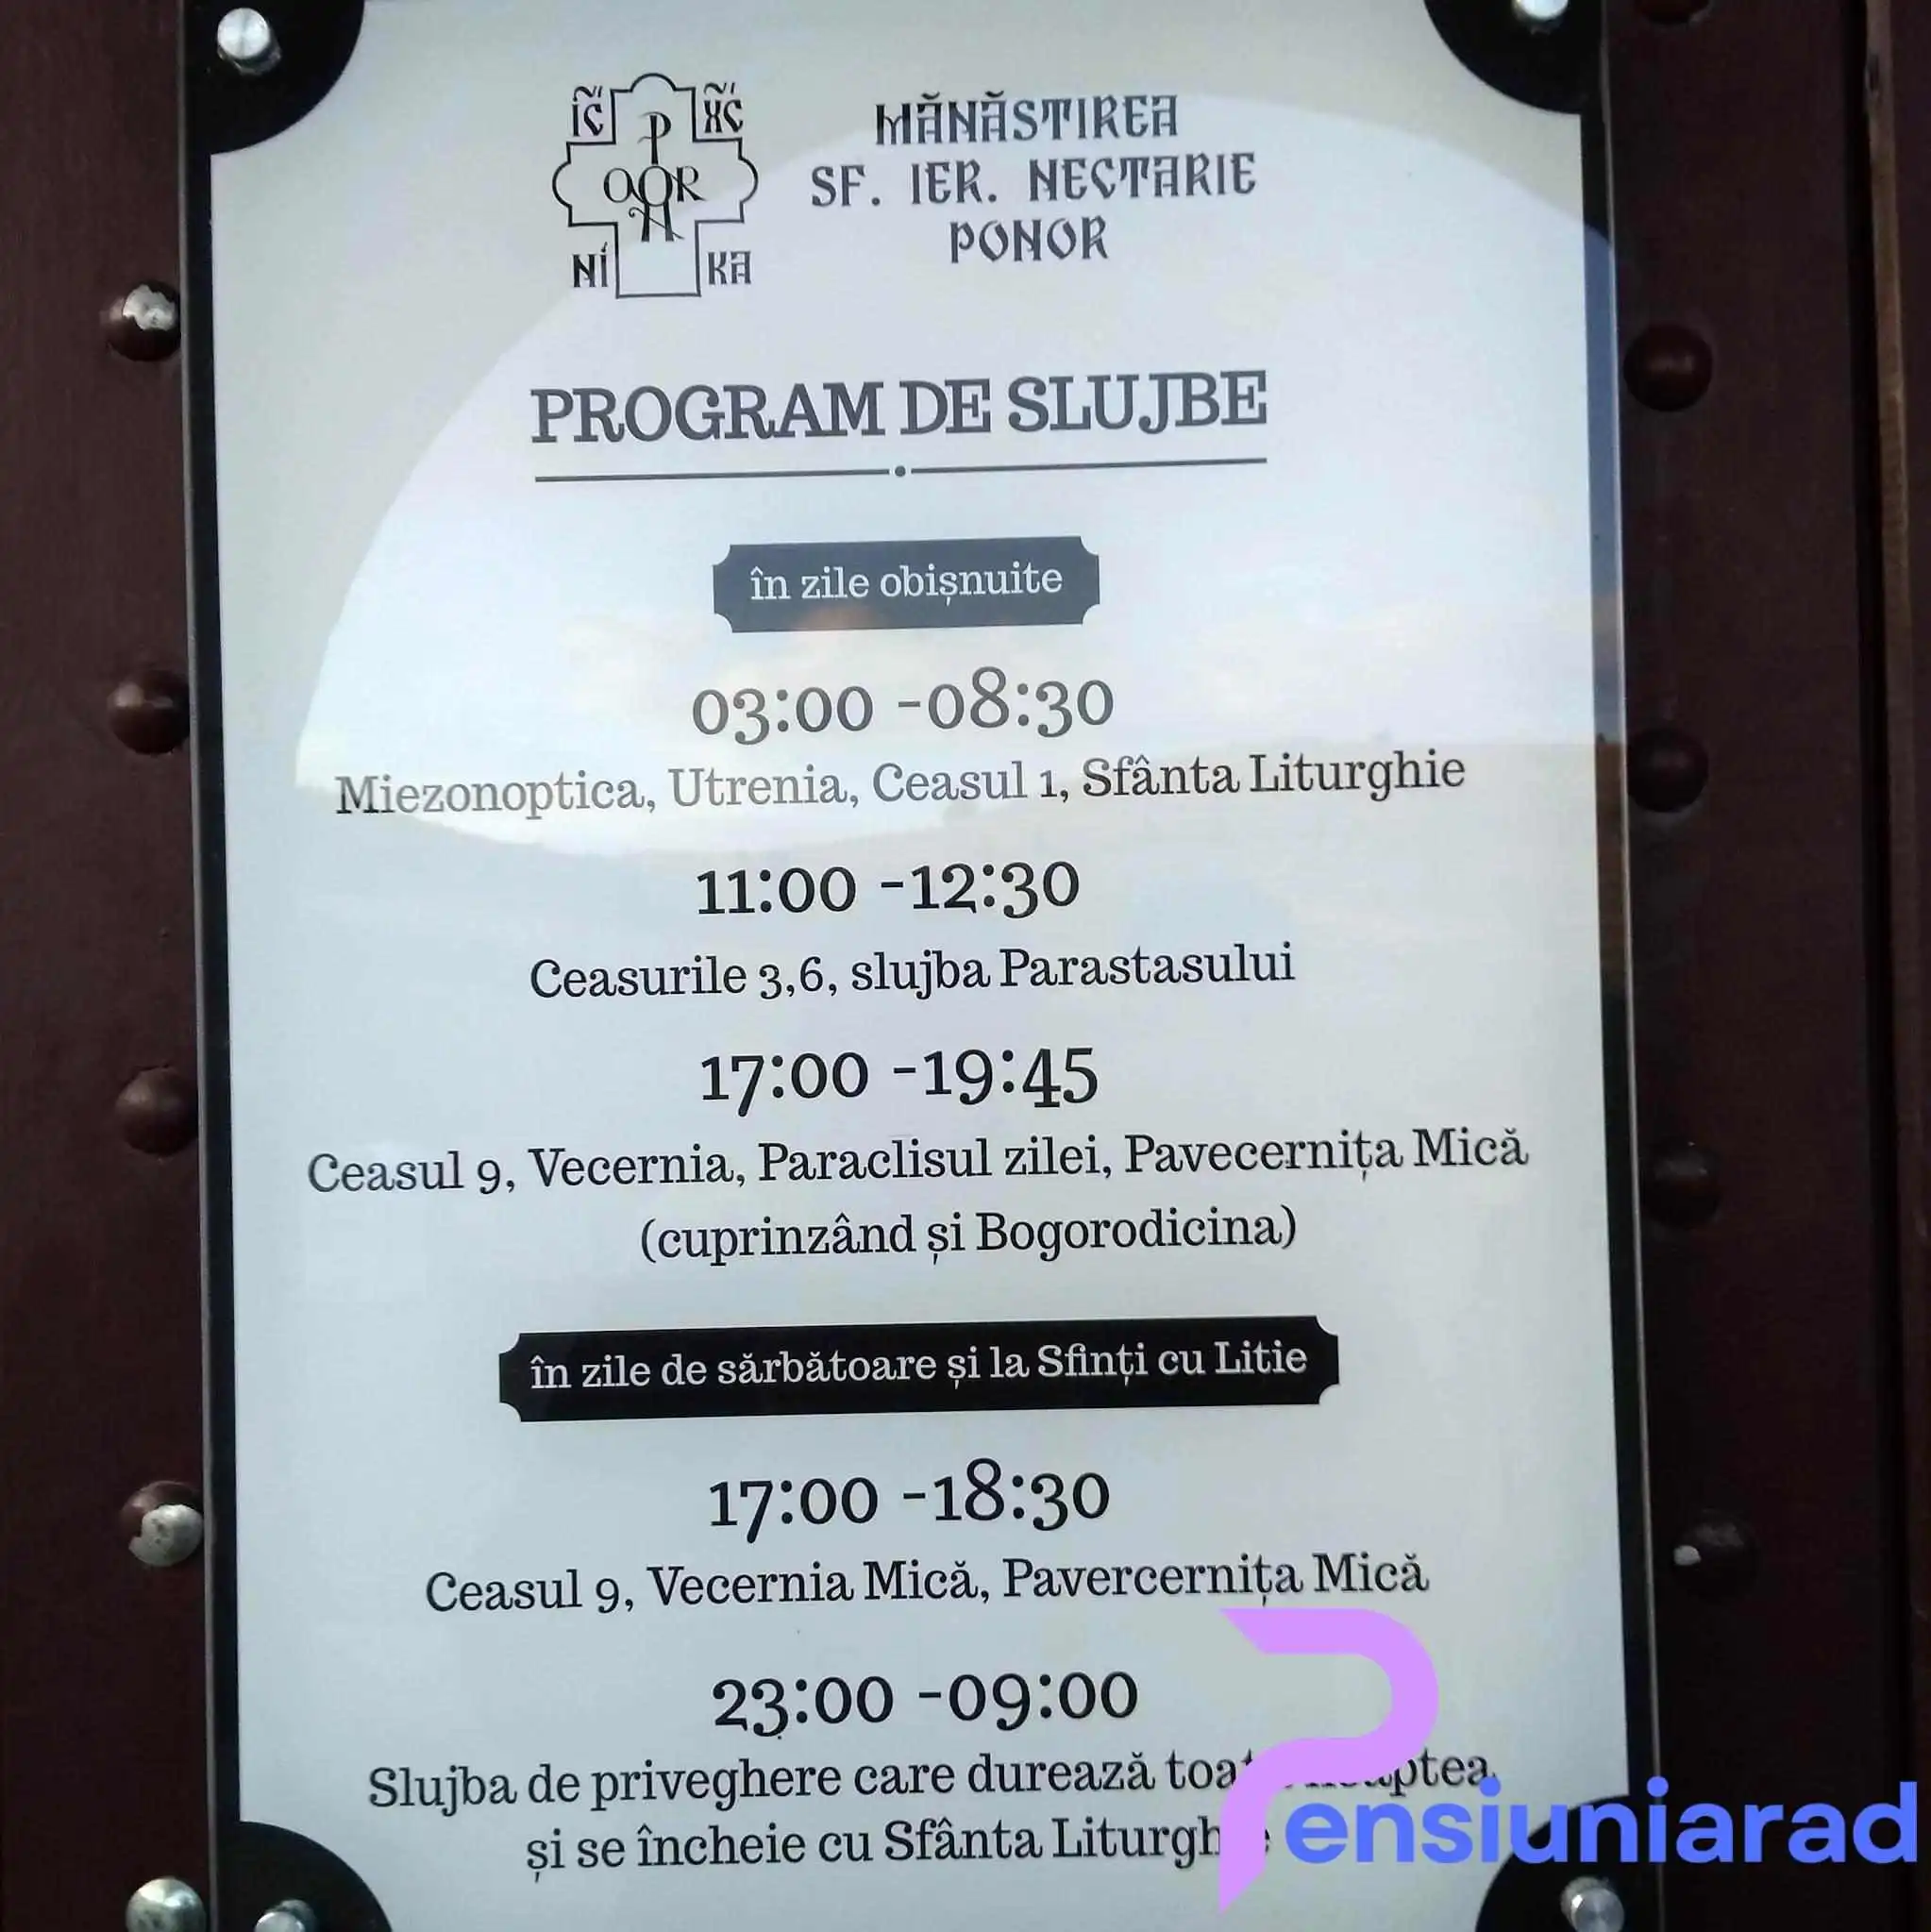 IC XC
NI KA
MĂNĂSTIREA
SF. IER. NECTARIE
PONOR
PROGRAM DE SLUJBE
în zile obișnuite
03:00 -08:30
Miezonoptica, Utrenia, Ceasul 1, Sfânta Liturghie
11:00 -12:30
Ceasurile 3,6, slujba Parastasului
17:00 -19:45
Ceasul 9, Vecernia, Paraclisul zilei, Pavecernița Mică
(cuprinzând și Bogorodicina)
în zile de sărbătoare și la Sfinți cu Litie
17:00 -18:30
Ceasul 9, Vecernia Mică, Pavercernița Mică
23:00 -09:00
Slujba de priveghere care durează
și se încheie cu Sfânta
Pensiuniarad